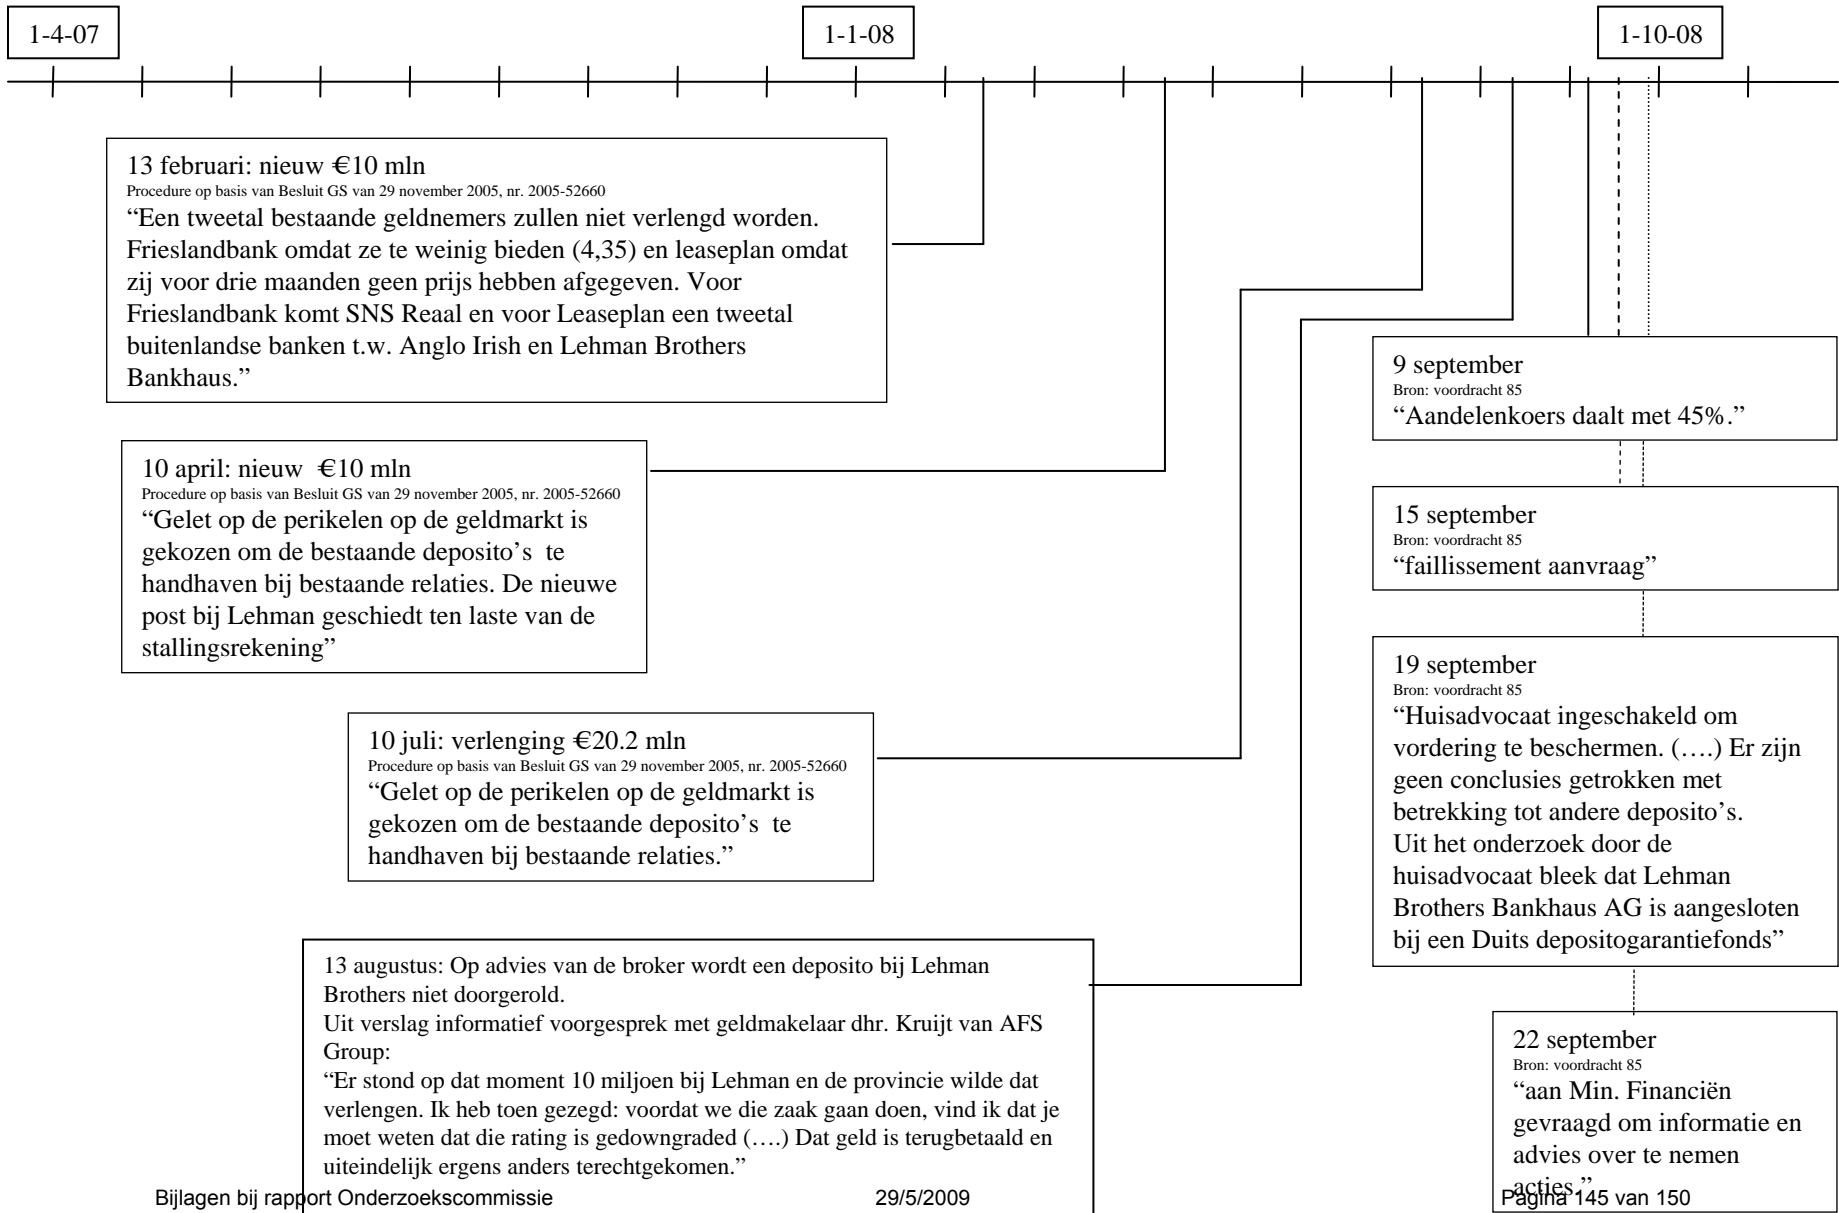 1-4-07
1-1-08
1-10-08
13 februari: nieuw €10 mln
Procedure op basis van Besluit GS van 29 november 2005, nr. 2005-52660
“Een tweetal bestaande geldnemers zullen niet verlengd worden.
Frieslandbank omdat ze te weinig bieden (4,35) en leaseplan omdat
zij voor drie maanden geen prijs hebben afgegeven. Voor
Frieslandbank komt SNS Reaal en voor Leaseplan een tweetal
buitenlandse banken t.w. Anglo Irish en Lehman Brothers
Bankhaus.”
10 april: nieuw €10 mln
Procedure op basis van Besluit GS van 29 november 2005, nr. 2005-52660
“Gelet op de perikelen op de geldmarkt is
gekozen om de bestaande deposito’s te
handhaven bij bestaande relaties. De nieuwe
post bij Lehman geschiedt ten laste van de
stallingsrekening”
10 juli: verlenging €20.2 mln
Procedure op basis van Besluit GS van 29 november 2005, nr. 2005-52660
“Gelet op de perikelen op de geldmarkt is
gekozen om de bestaande deposito’s te
handhaven bij bestaande relaties.”
13 augustus: Op advies van de broker wordt een deposito bij Lehman
Brothers niet doorgerold.
Uit verslag informatief voorgesprek met geldmakelaar dhr. Kruijt van AFS
Group:
“Er stond op dat moment 10 miljoen bij Lehman en de provincie wilde dat
verlengen. Ik heb toen gezegd: voordat we die zaak gaan doen, vind ik dat je
moet weten dat die rating is gedowngraded (….) Dat geld is terugbetaald en
uiteindelijk ergens anders terechtgekomen.”
9 september
Bron: voordracht 85
“Aandelenkoers daalt met 45%.”
15 september
Bron: voordracht 85
“faillissement aanvraag”
19 september
Bron: voordracht 85
“Huisadvocaat ingeschakeld om
vordering te beschermen. (….) Er zijn
geen conclusies getrokken met
betrekking tot andere deposito’s.
Uit het onderzoek door de
huisadvocaat bleek dat Lehman
Brothers Bankhaus AG is aangesloten
bij een Duits depositogarantiefonds”
22 september
Bron: voordracht 85
“aan Min. Financiën
gevraagd om informatie en
advies over te nemen
acties.”
Bijlagen bij rapport Onderzoekscommissie
29/5/2009
Pagina 145 van 150